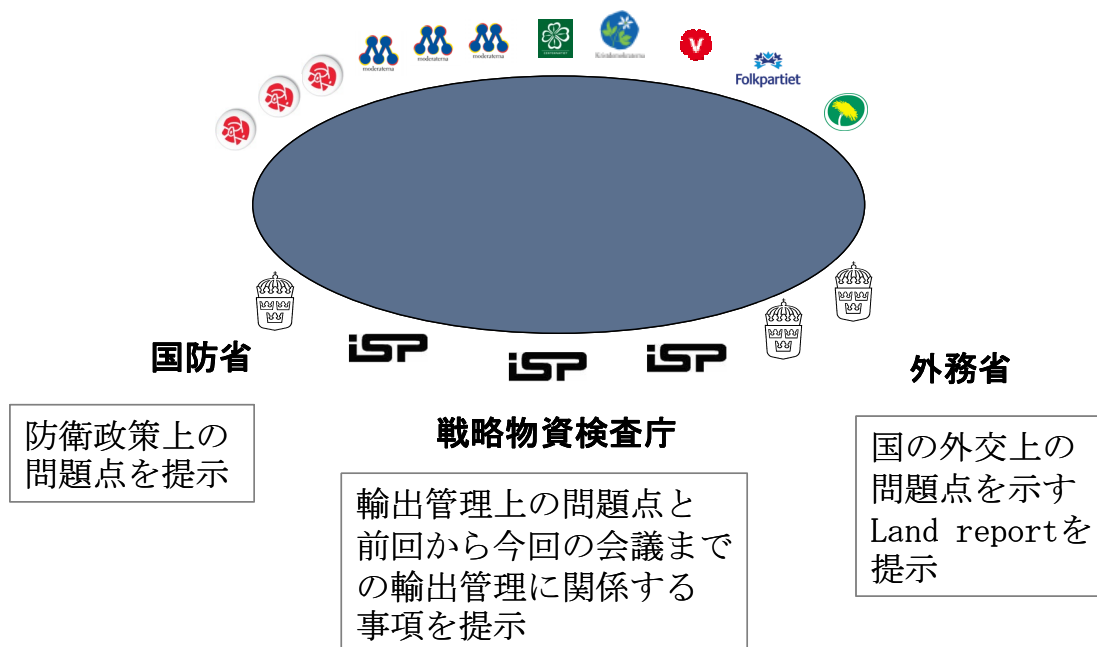 moderaterna
moderaterna
moderaterna
CENTERPARTIET
Kristdemokraterna
V
Folkpartiet
国防省
iSP
iSP
iSP
外務省
戦略物資検査庁
防衛政策上の
問題点を提示
輸出管理上の問題点と
前回から今回の会議まで
の輸出管理に関係する
事項を提示
国の外交上の
問題点を示す
Land reportを
提示